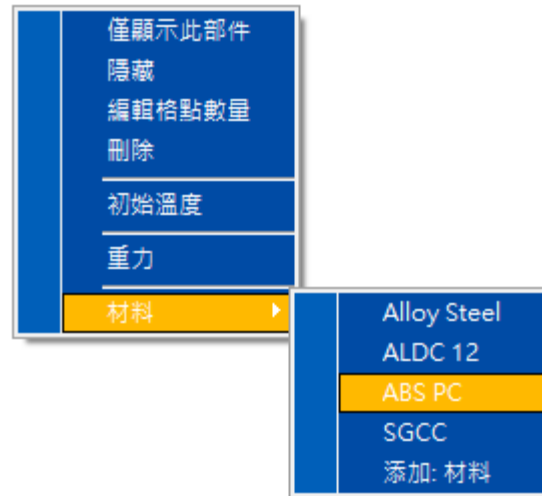 僅顯示此部件
隱藏
編輯格點數量
刪除
初始溫度
重力
材料
Alloy Steel
ALDC 12
ABS PC
SGCC
添加: 材料